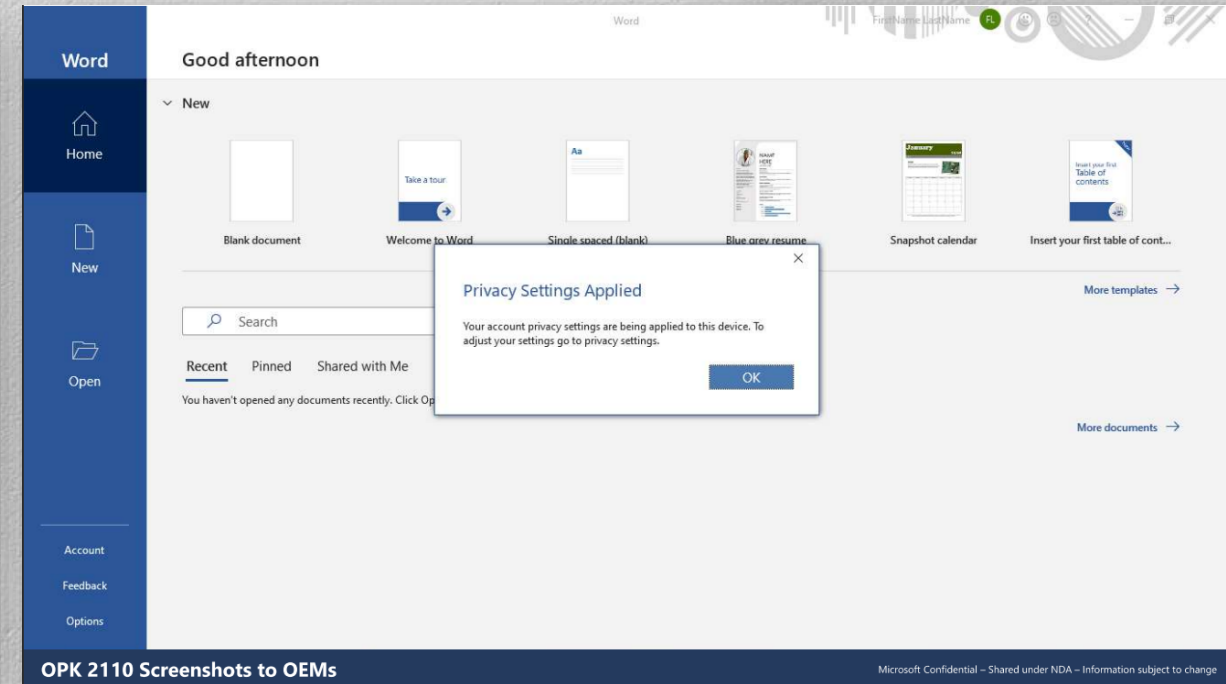 Word
FirstName LastName FL
Word
Good afternoon
New
Home
Aa
Take a tour
NAME
HERE
January
Insert your first
Table of
contents
Blank document Welcome to Word Single spaced (blank) Blue grey resume Snapshot calendar Insert your first table of cont...
New
More templates
Privacy Settings Applied
Search
Your account privacy settings are being applied to this device. To
adjust your settings go to privacy settings.
Recent Pinned Shared with Me
OK
Open
You haven't opened any documents recently. Click Op
More documents
Account
Feedback
Options
OPK 2110 Screenshots to OEMs
Microsoft Confidential – Shared under NDA – Information subject to change